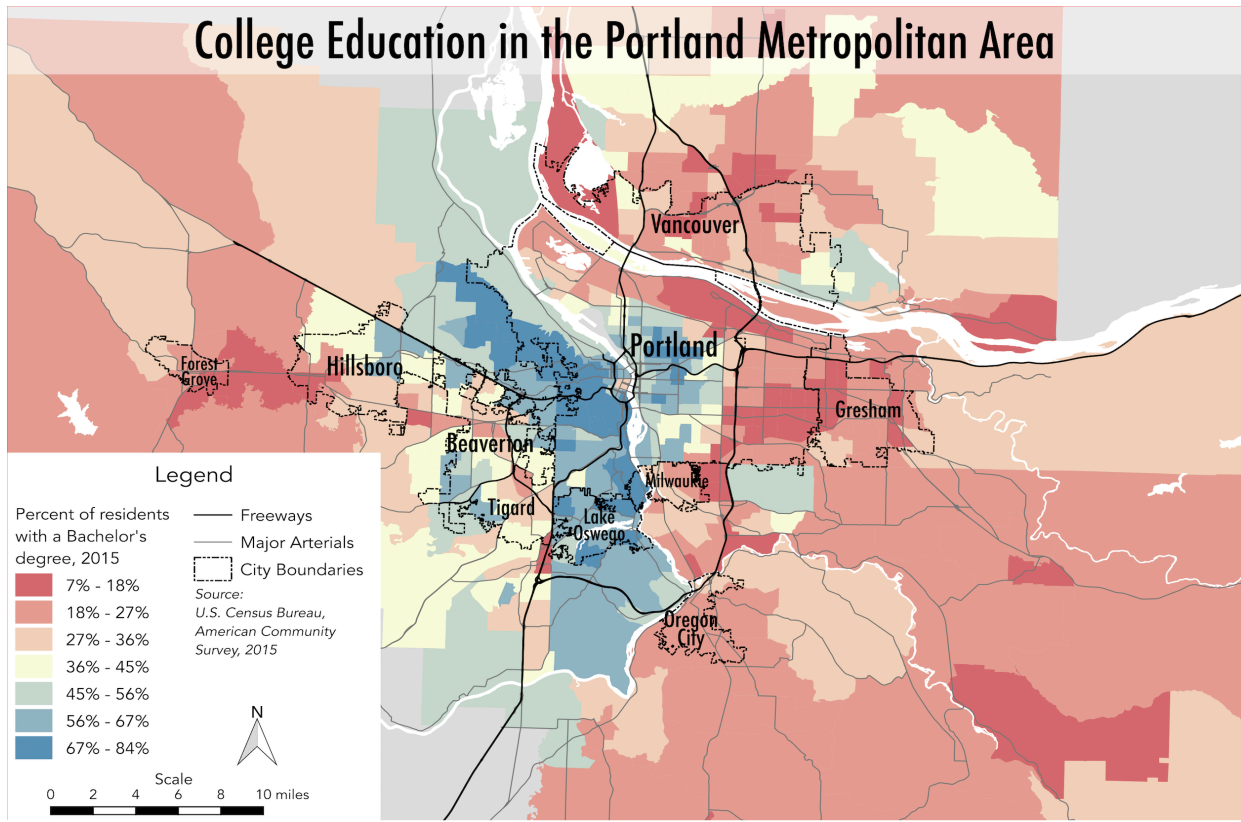 College Education in the Portland Metropolitan Area
Vancouver
Portland
Forest
Grove
Hillsboro
Gresham
Beaverton
Milwaukie
Tigard
Lake
Oswego
Oregon
City
Legend
Percent of residents
with a Bachelor's
degree, 2015
7% - 18%
18% - 27%
27% - 36%
36% - 45%
45% - 56%
56% - 67%
67% - 84%
Freeways
Major Arterials
City Boundaries
Source:
U.S. Census Bureau,
American Community
Survey, 2015
N
Scale
0 2 4 6 8 10 miles